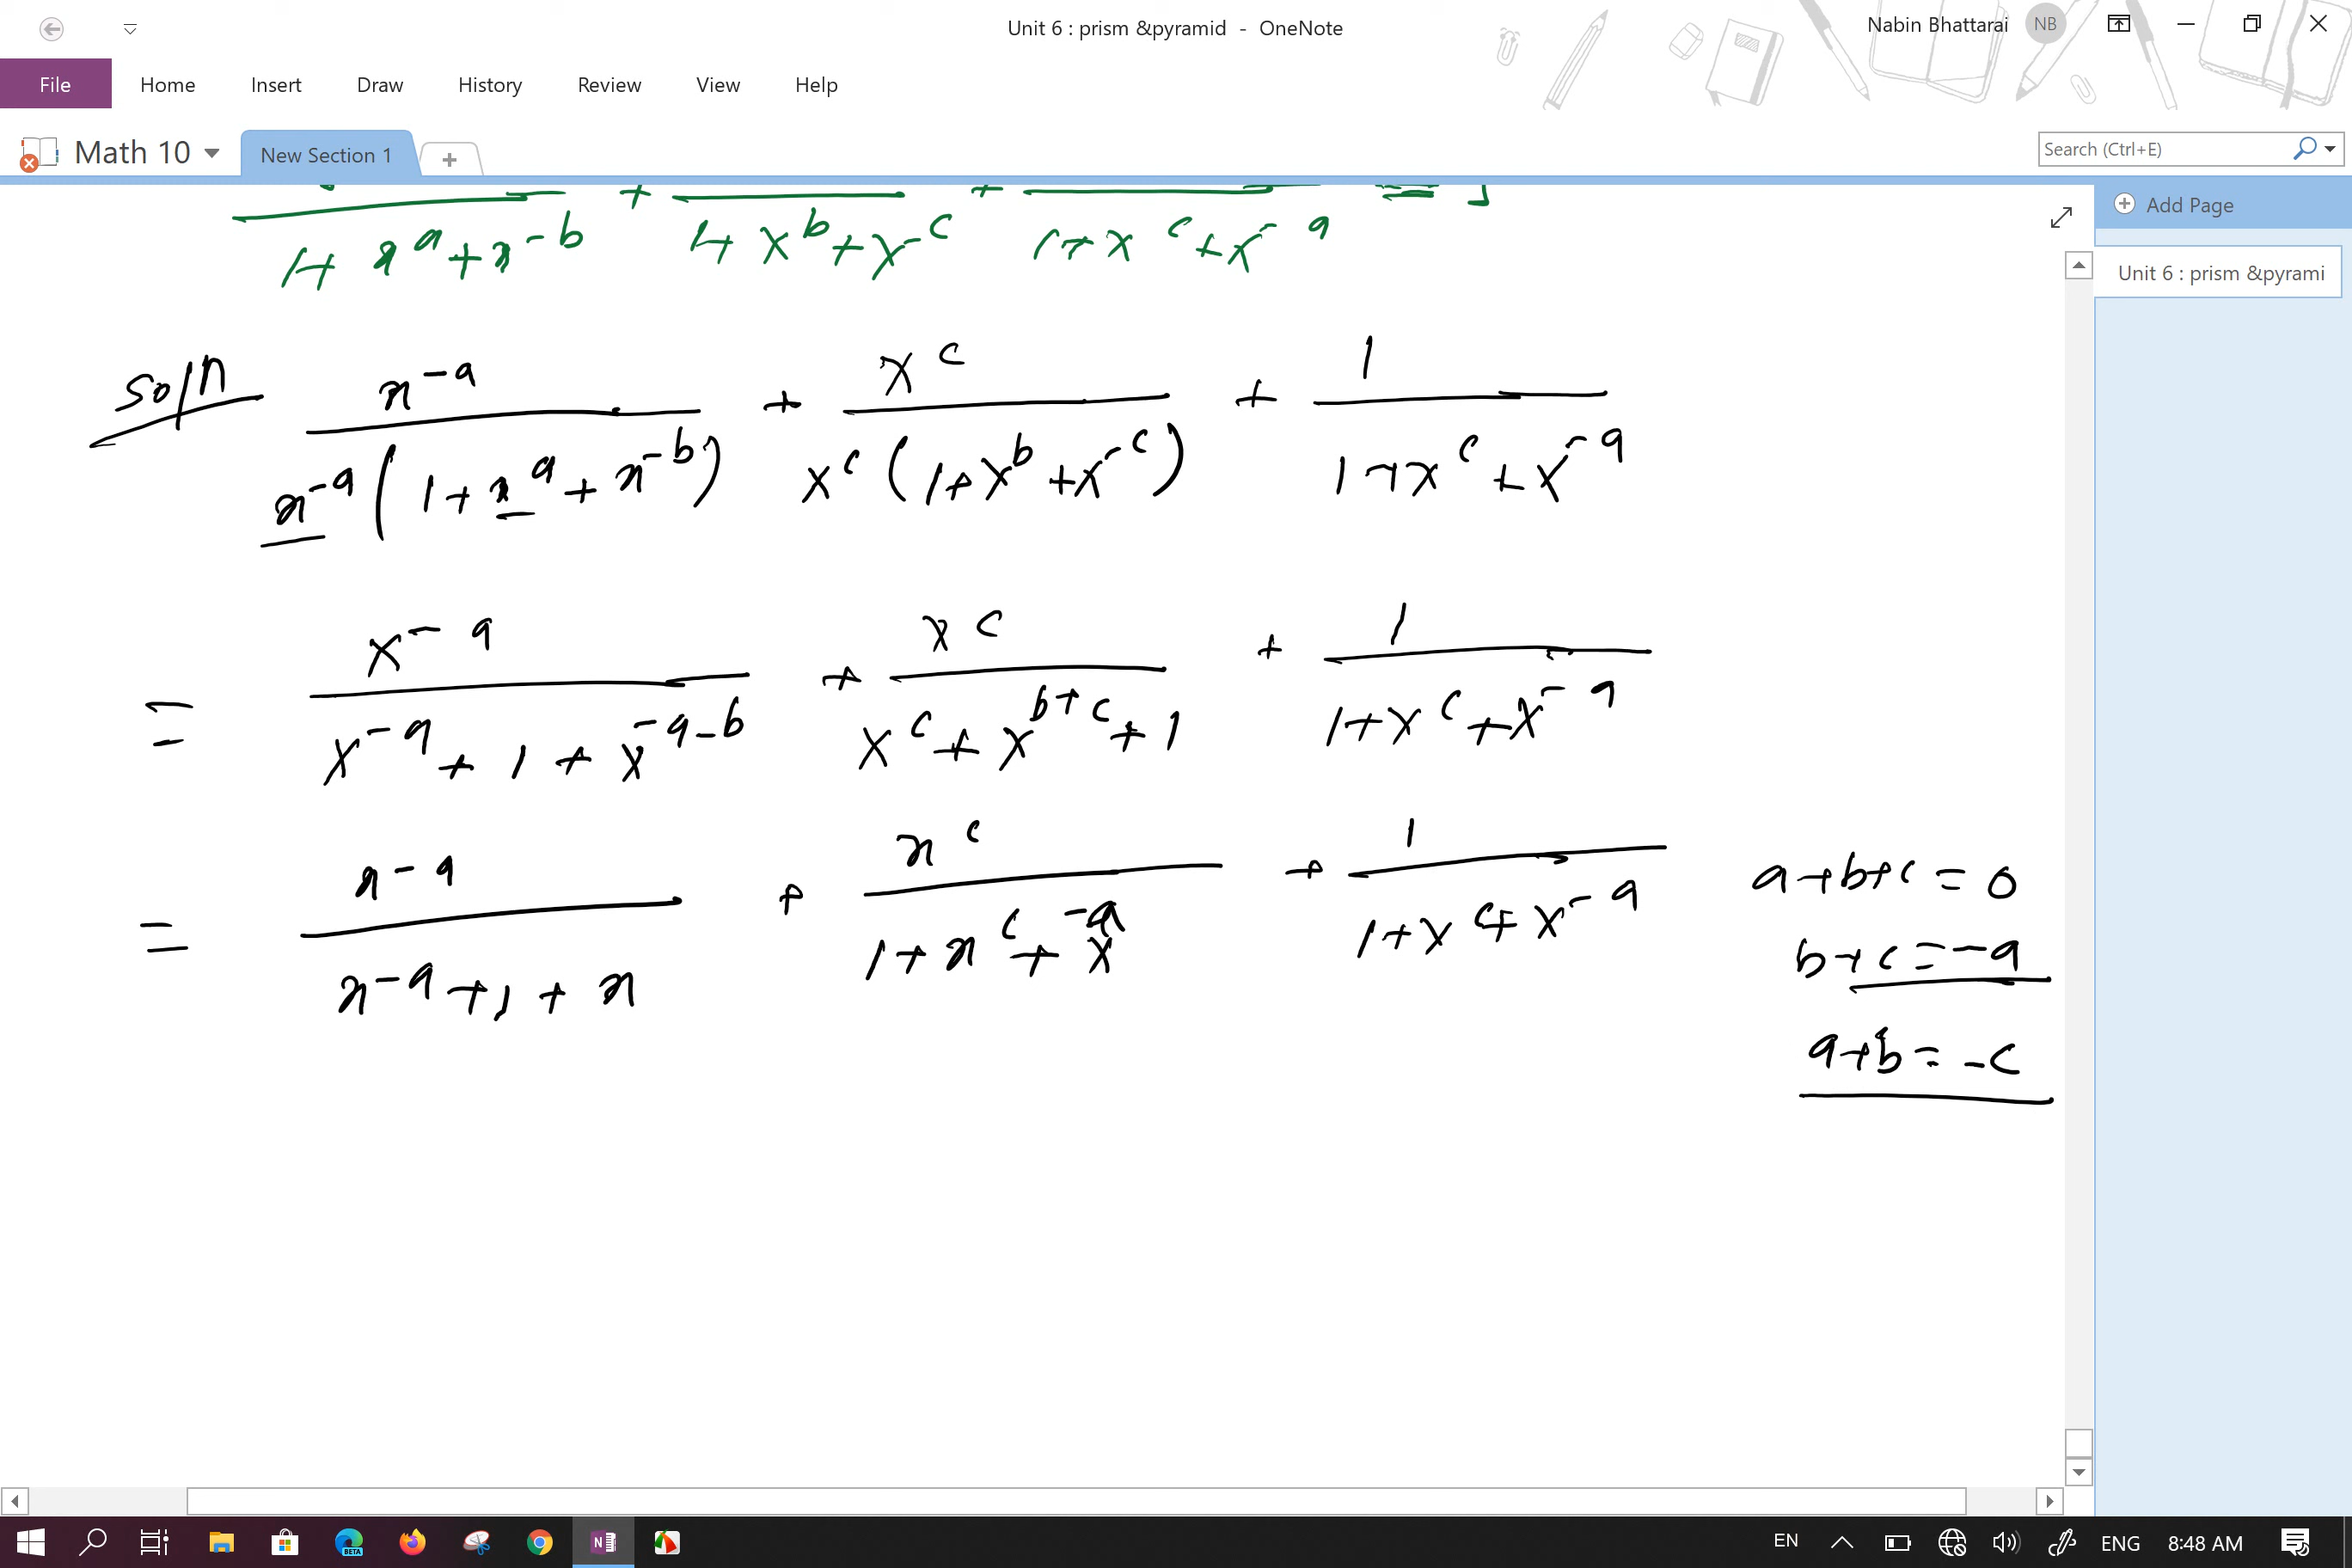 Unit 6 : prism &pyramid - OneNote
Nabin Bhattarai NB
File Home Insert Draw History Review View Help
Math 10 New Section 1 +
Search (Ctrl+E)
Add Page
Unit 6 : prism &pyrami
+ + =
1+ x^a + x^-b 1+ x^b + x^-c 1+ x^c + x^-a
Soln x^-a / x^-a ( 1 + x^a + x^-b ) + x^c / x^c ( 1 + x^b + x^-c ) + 1 / 1 + x^c + x^-a
= x^-a / x^-a + 1 + x^-a-b + x^c / x^c + x^b+c + 1 + 1 / 1 + x^c + x^-a
= x^-a / x^-a + 1 + x + x^c / 1 + x^c + x^-a + 1 / 1 + x^c + x^-a
a+b+c = 0
b+c = -a
a+b = -c
BETA
N
EN ENG 8:48 AM